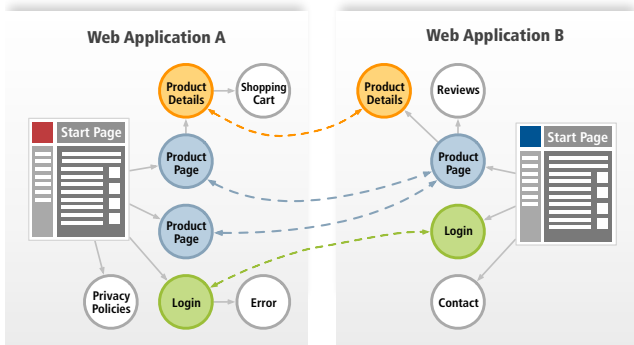 Web Application A
Web Application B
Product
Details
Shopping
Cart
Product
Details
Reviews
Start Page
Start Page
Product
Page
Product
Page
Product
Page
Login
Privacy
Policies
Login
Error
Contact